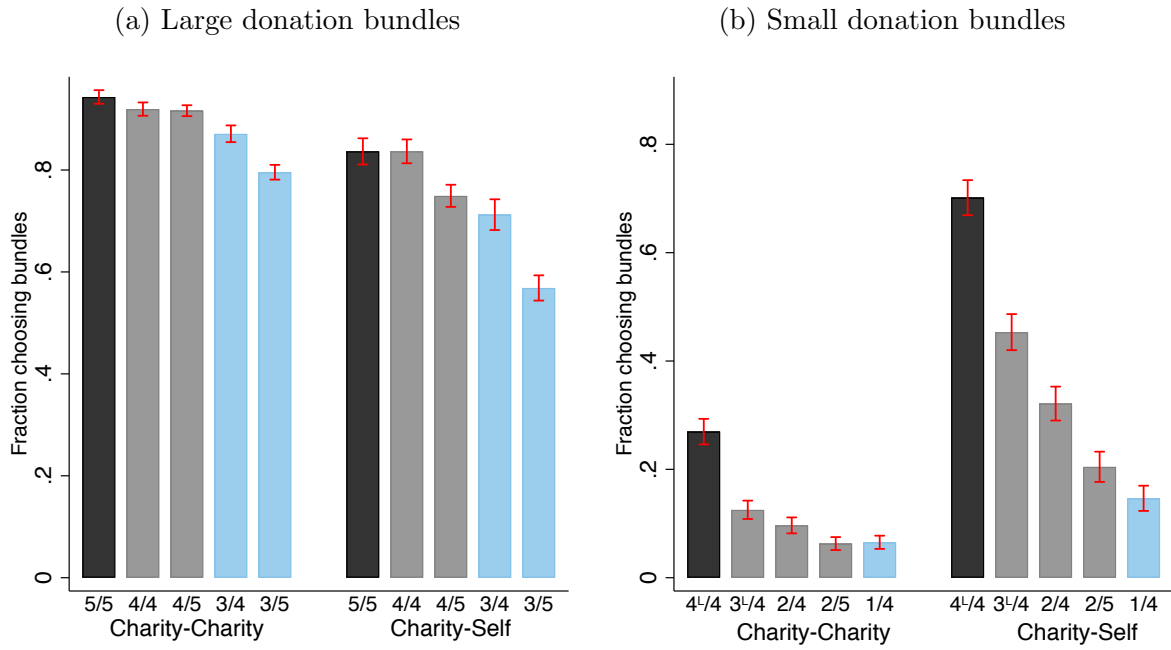 (a) Large donation bundles
Fraction choosing bundles
0 .2 .4 .6 .8
5/5 4/4 4/5 3/4 3/5 5/5 4/4 4/5 3/4 3/5
Charity-Charity Charity-Self
(b) Small donation bundles
Fraction choosing bundles
0 .2 .4 .6 .8
4ᴸ/4 3ᴸ/4 2/4 2/5 1/4 4ᴸ/4 3ᴸ/4 2/4 2/5 1/4
Charity-Charity Charity-Self